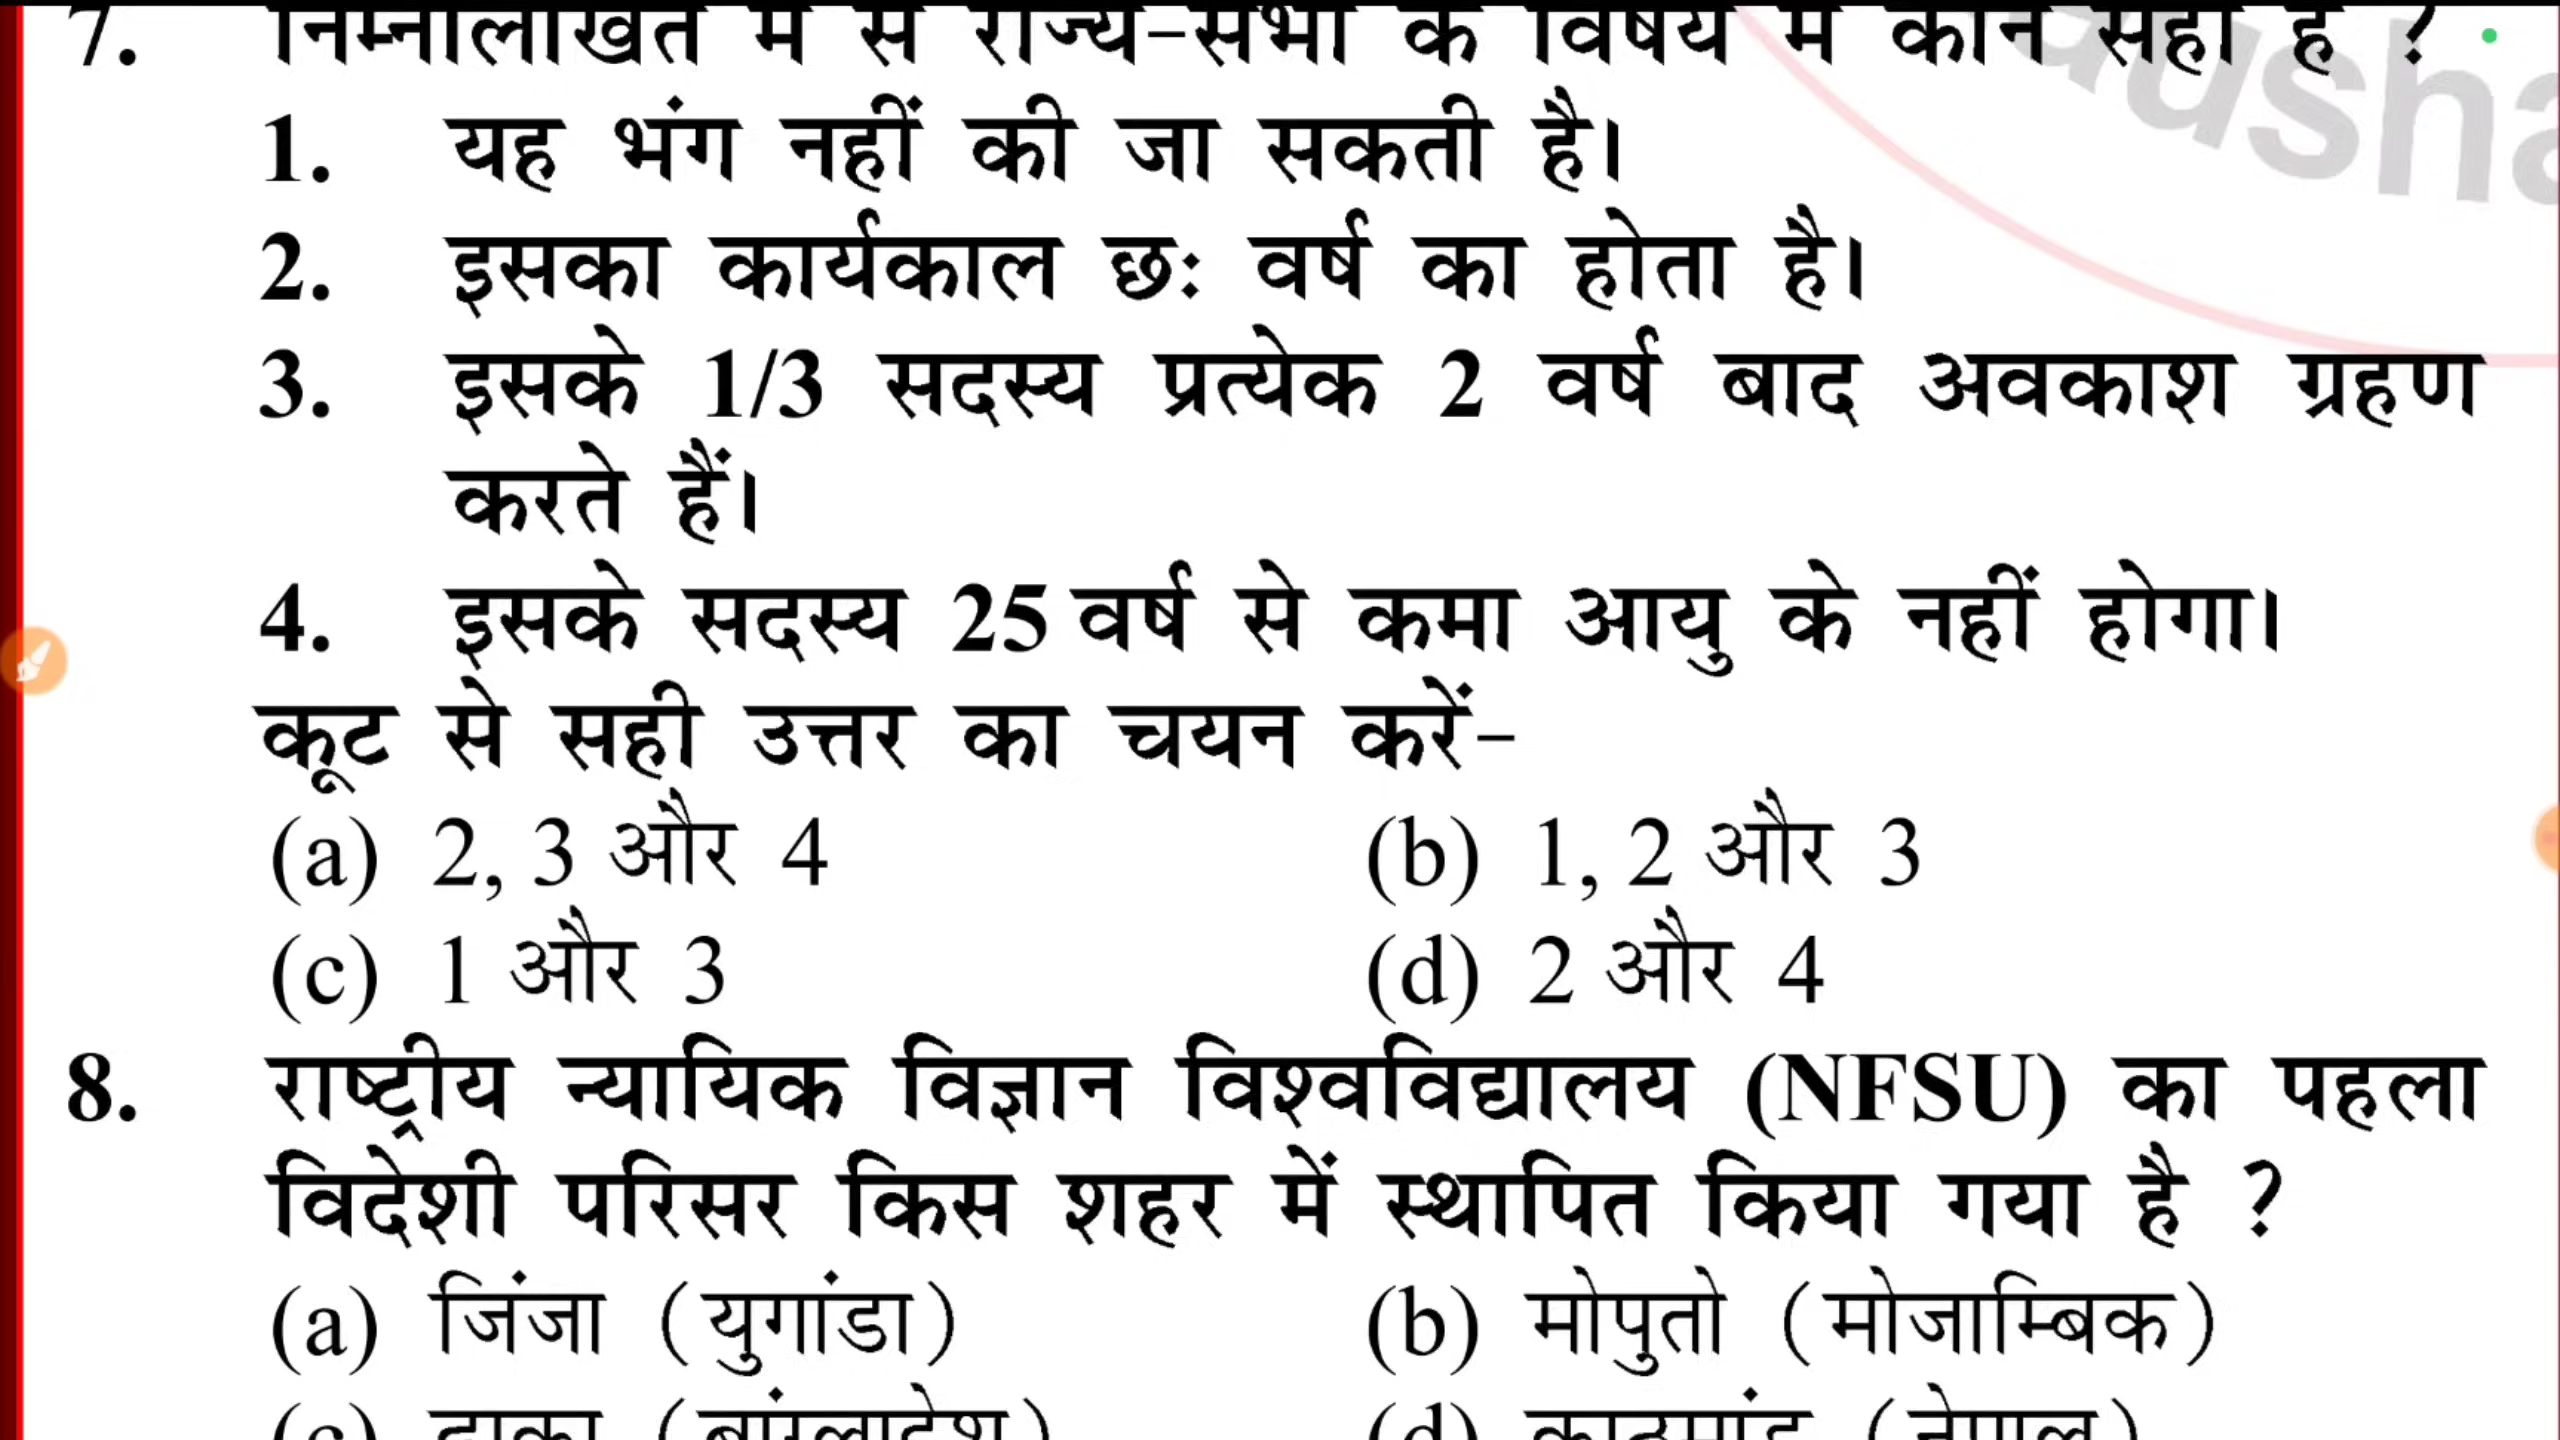 7. निम्नलिखित में से राज्य-सभा के विषय में कौन सही है ?
usha
1. यह भंग नहीं की जा सकती है।
2. इसका कार्यकाल छः वर्ष का होता है।
3. इसके 1/3 सदस्य प्रत्येक 2 वर्ष बाद अवकाश ग्रहण
करते हैं।
4. इसके सदस्य 25 वर्ष से कमा आयु के नहीं होगा।
कूट से सही उत्तर का चयन करें-
(a) 2, 3 और 4 (b) 1, 2 और 3
(c) 1 और 3 (d) 2 और 4
8. राष्ट्रीय न्यायिक विज्ञान विश्वविद्यालय (NFSU) का पहला
विदेशी परिसर किस शहर में स्थापित किया गया है ?
(a) जिंजा (युगांडा) (b) मोपुतो (मोजाम्बिक)
(c) ढाका (बांग्लादेश) (d) काठमांडू (नेपाल)